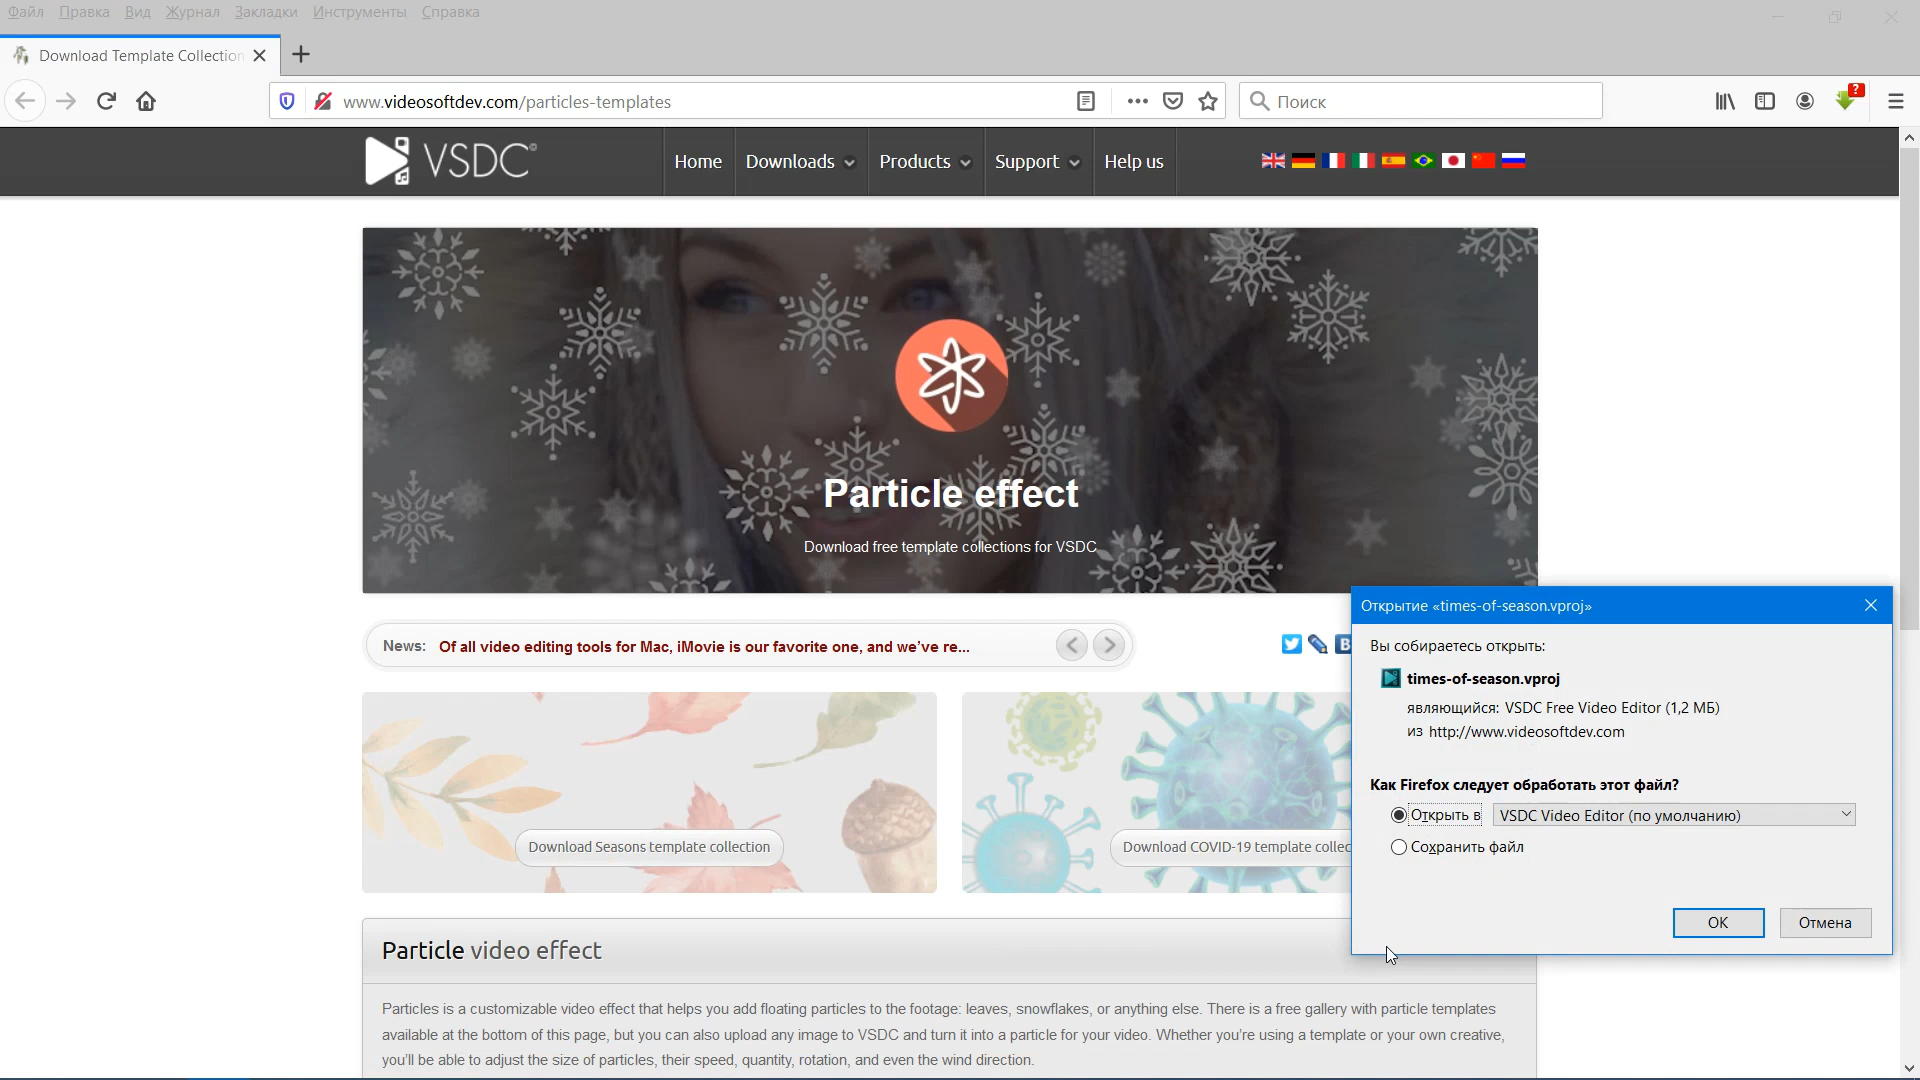 Файл Правка Вид Журнал Закладки Инструменты Справка
Download Template Collection
www.videosoftdev.com/particles-templates
Поиск
?
VSDC
Home
Downloads
Products
Support
Help us
Particle effect
Download free template collections for VSDC
News: Of all video editing tools for Mac, iMovie is our favorite one, and we've re...
Download Seasons template collection
Download COVID-19 template collec
Particle video effect
Particles is a customizable video effect that helps you add floating particles to the footage: leaves, snowflakes, or anything else. There is a free gallery with particle templates
available at the bottom of this page, but you can also upload any image to VSDC and turn it into a particle for your video. Whether you're using a template or your own creative,
you'll be able to adjust the size of particles, their speed, quantity, rotation, and even the wind direction.
Открытие «times-of-season.vproj»
Вы собираетесь открыть:
times-of-season.vproj
являющийся: VSDC Free Video Editor (1,2 МБ)
из http://www.videosoftdev.com
Как Firefox следует обработать этот файл?
Открыть в VSDC Video Editor (по умолчанию)
Сохранить файл
ОК
Отмена